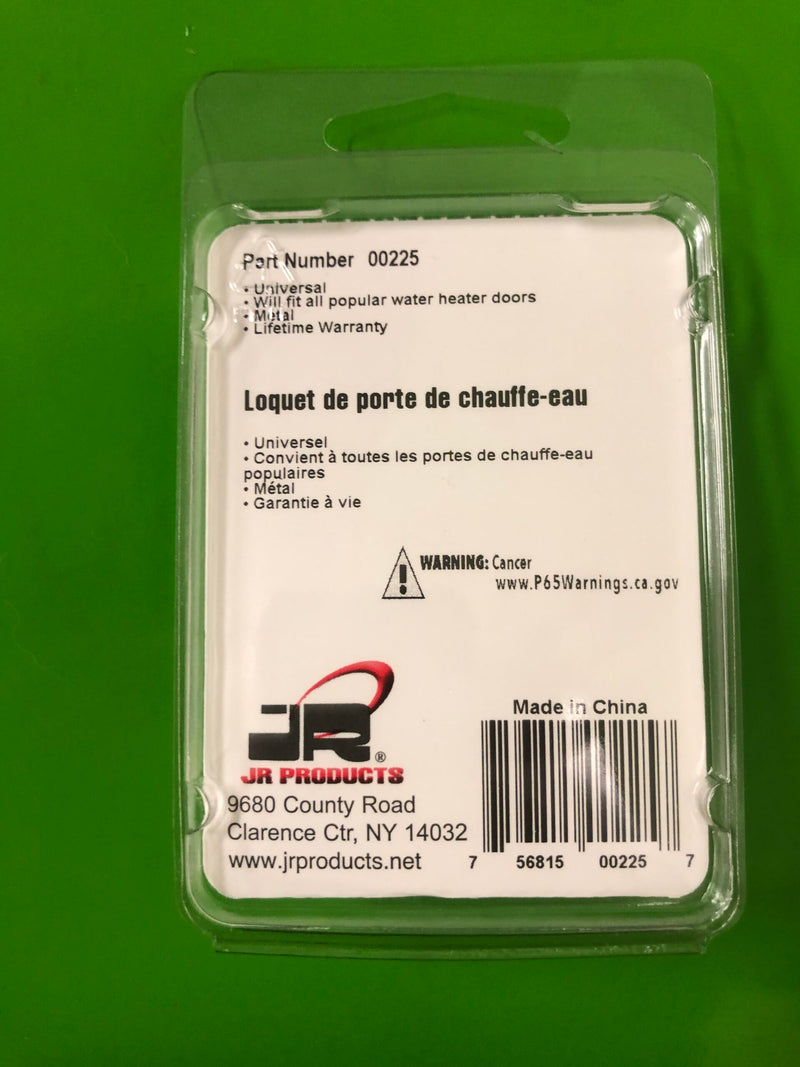 Part Number 00225
• Universal
• Will fit all popular water heater doors
• Metal
• Lifetime Warranty
Loquet de porte de chauffe-eau
• Universel
• Convient à toutes les portes de chauffe-eau
populaires
• Métal
• Garantie à vie
WARNING: Cancer
www.P65Warnings.ca.gov
JR®
JR PRODUCTS
9680 County Road
Clarence Ctr, NY 14032
www.jrproducts.net
Made in China
7 56815 00225 7